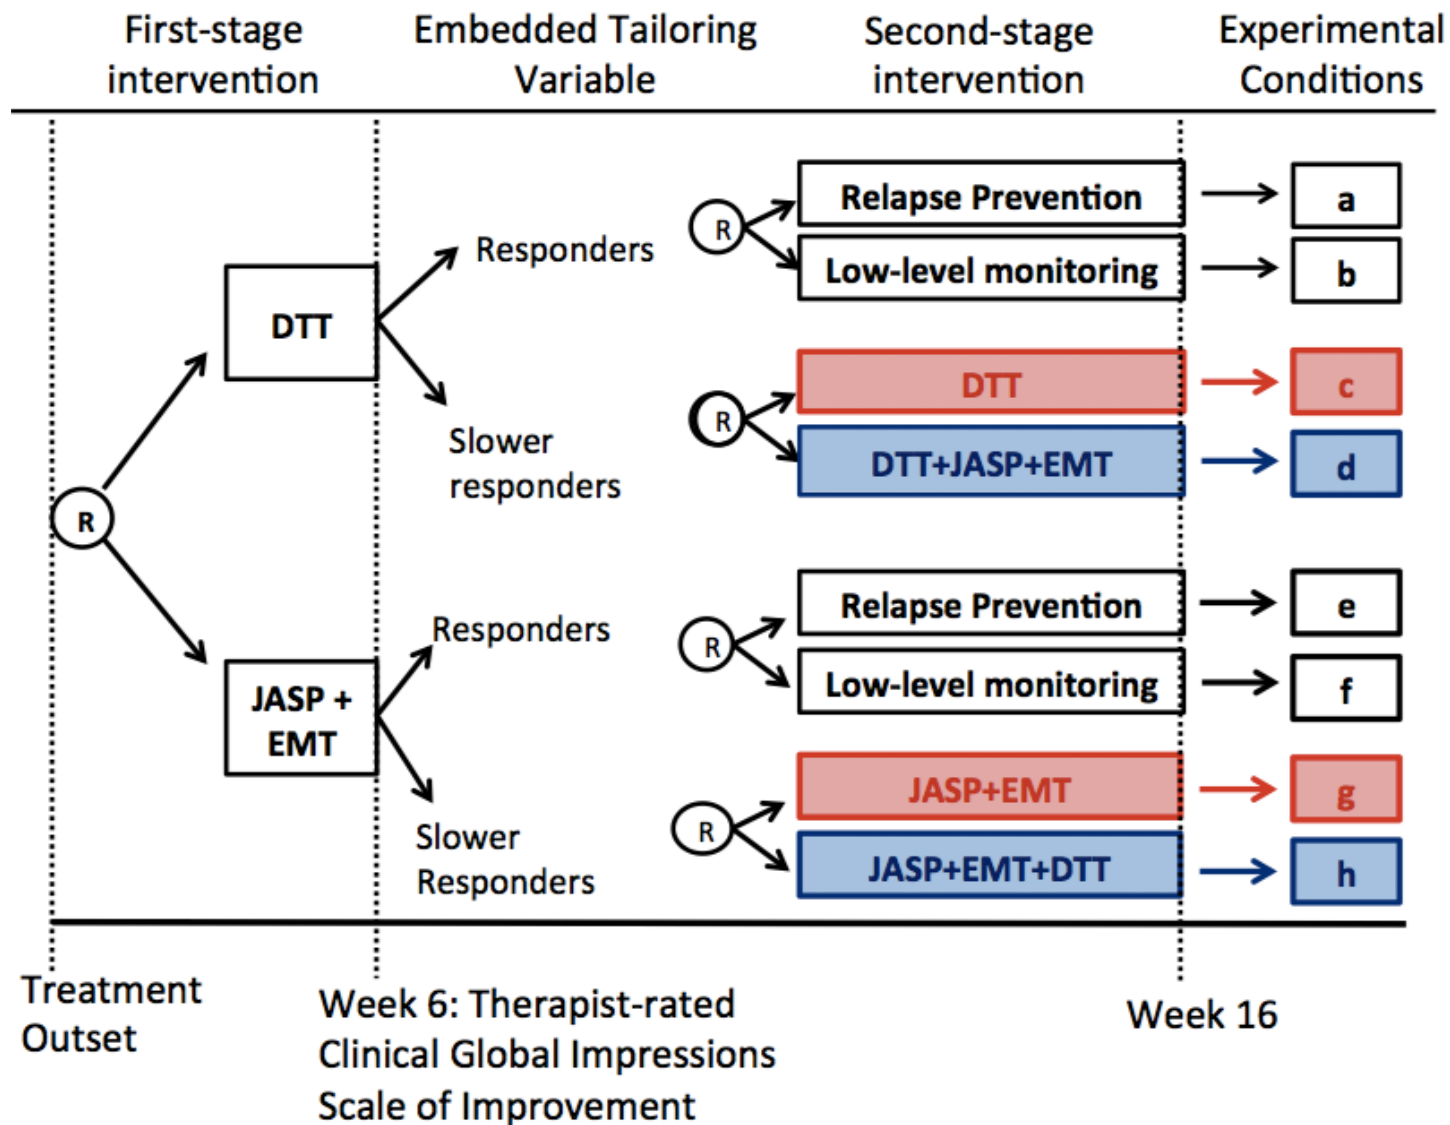 First-stage
intervention
Embedded Tailoring
Variable
Second-stage
intervention
Experimental
Conditions
R
DTT
Responders
Slower
responders
R
Relapse Prevention
a
Low-level monitoring
b
R
DTT
c
DTT+JASP+EMT
d
JASP +
EMT
Responders
Slower
Responders
R
Relapse Prevention
e
Low-level monitoring
f
R
JASP+EMT
g
JASP+EMT+DTT
h
Treatment
Outset
Week 6: Therapist-rated
Clinical Global Impressions
Scale of Improvement
Week 16